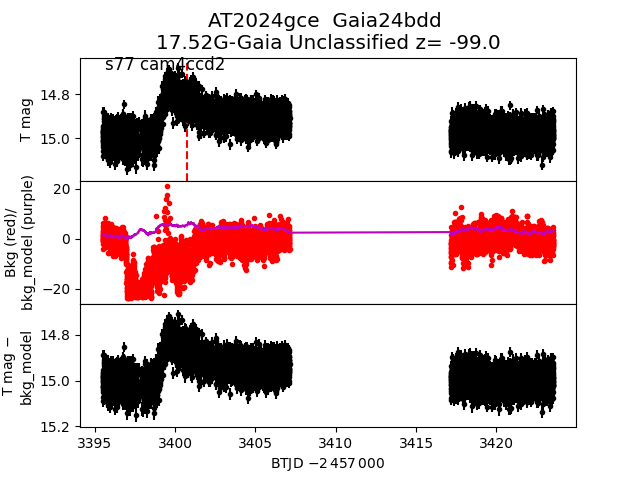 AT2024gce  Gaia24bdd
17.52G-Gaia Unclassified z= -99.0
s77 cam4ccd2
T mag
14.8
15.0
Bkg (red)/
bkg_model (purple)
20
0
−20
T mag −
bkg_model
14.8
15.0
15.2
3395 3400 3405 3410 3415 3420
BTJD −2 457 000